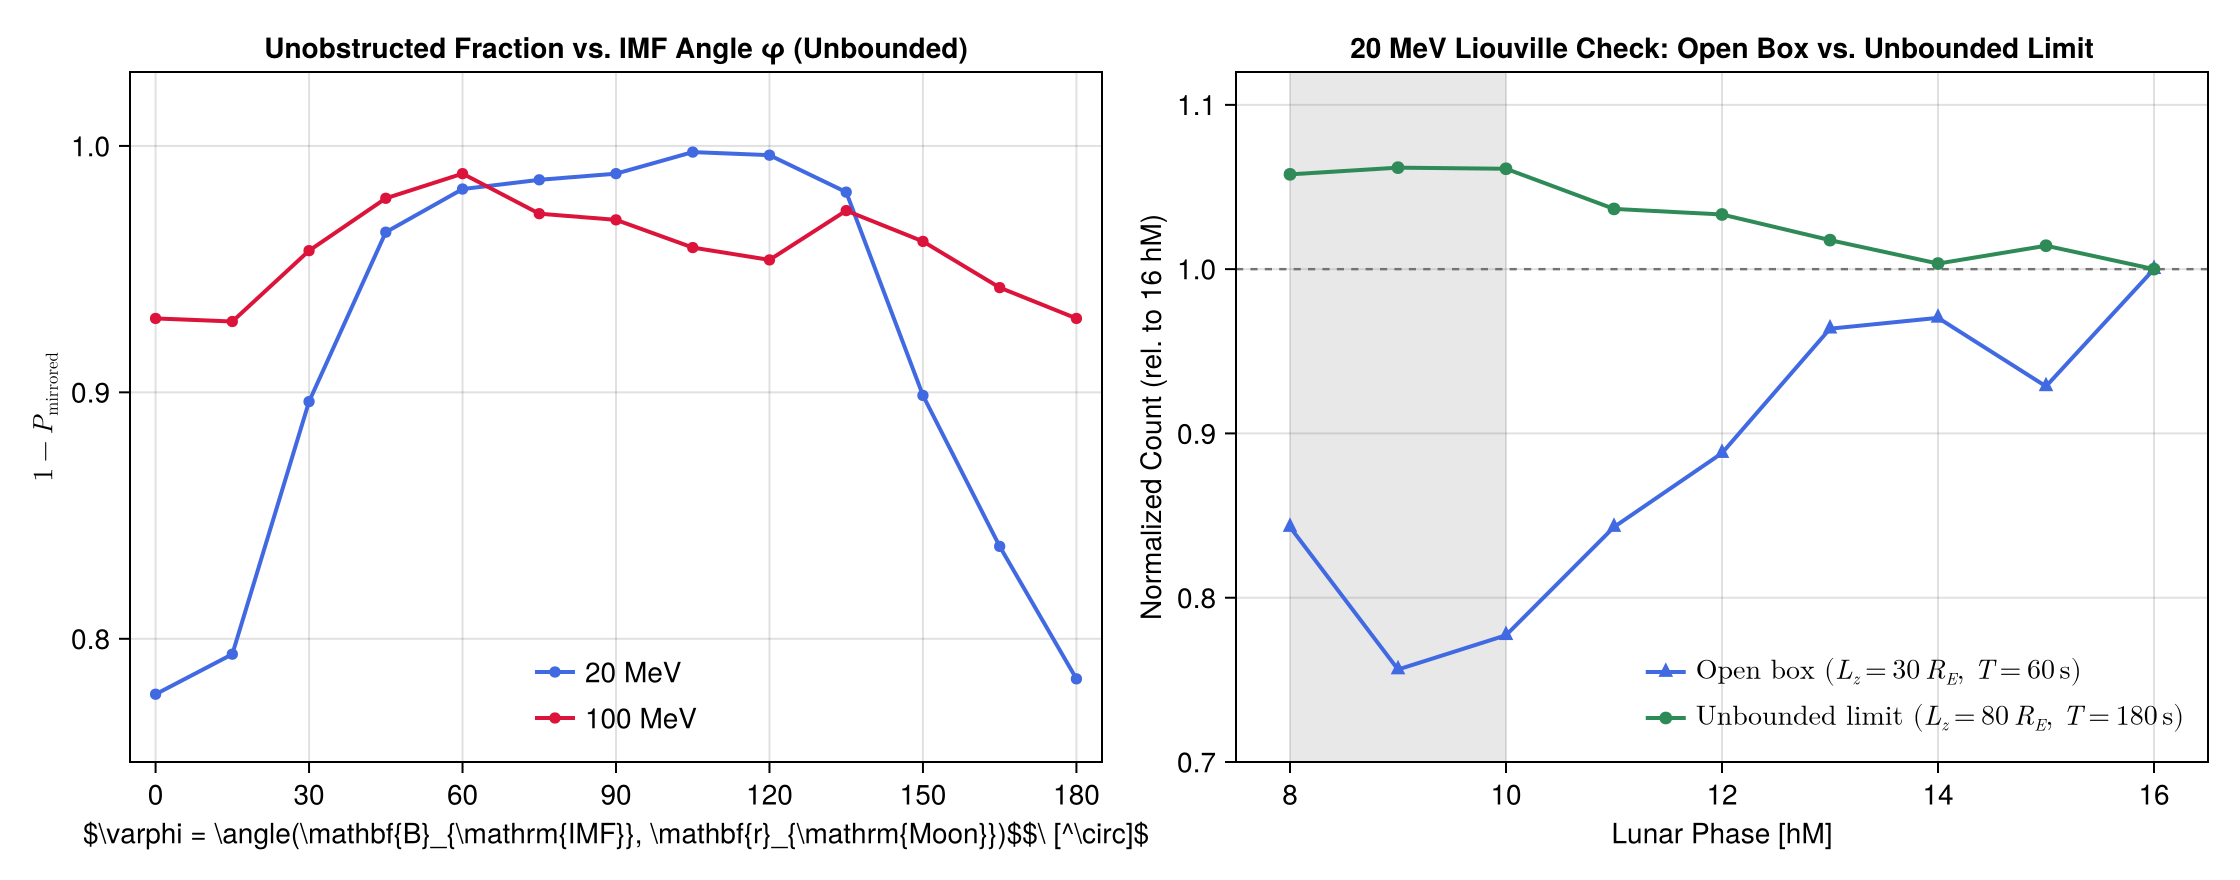 Unobstructed Fraction vs. IMF Angle φ (Unbounded)
1 − P_mirrored
1.0
0.9
0.8
20 MeV
100 MeV
0 30 60 90 120 150 180
$\varphi = \angle(\mathbf{B}_{\mathrm{IMF}}, \mathbf{r}_{\mathrm{Moon}})$$\ [^\circ]$
20 MeV Liouville Check: Open Box vs. Unbounded Limit
Normalized Count (rel. to 16 hM)
1.1
1.0
0.9
0.8
0.7
Open box (L_z = 30 R_E, T = 60 s)
Unbounded limit (L_z = 80 R_E, T = 180 s)
8 10 12 14 16
Lunar Phase [hM]